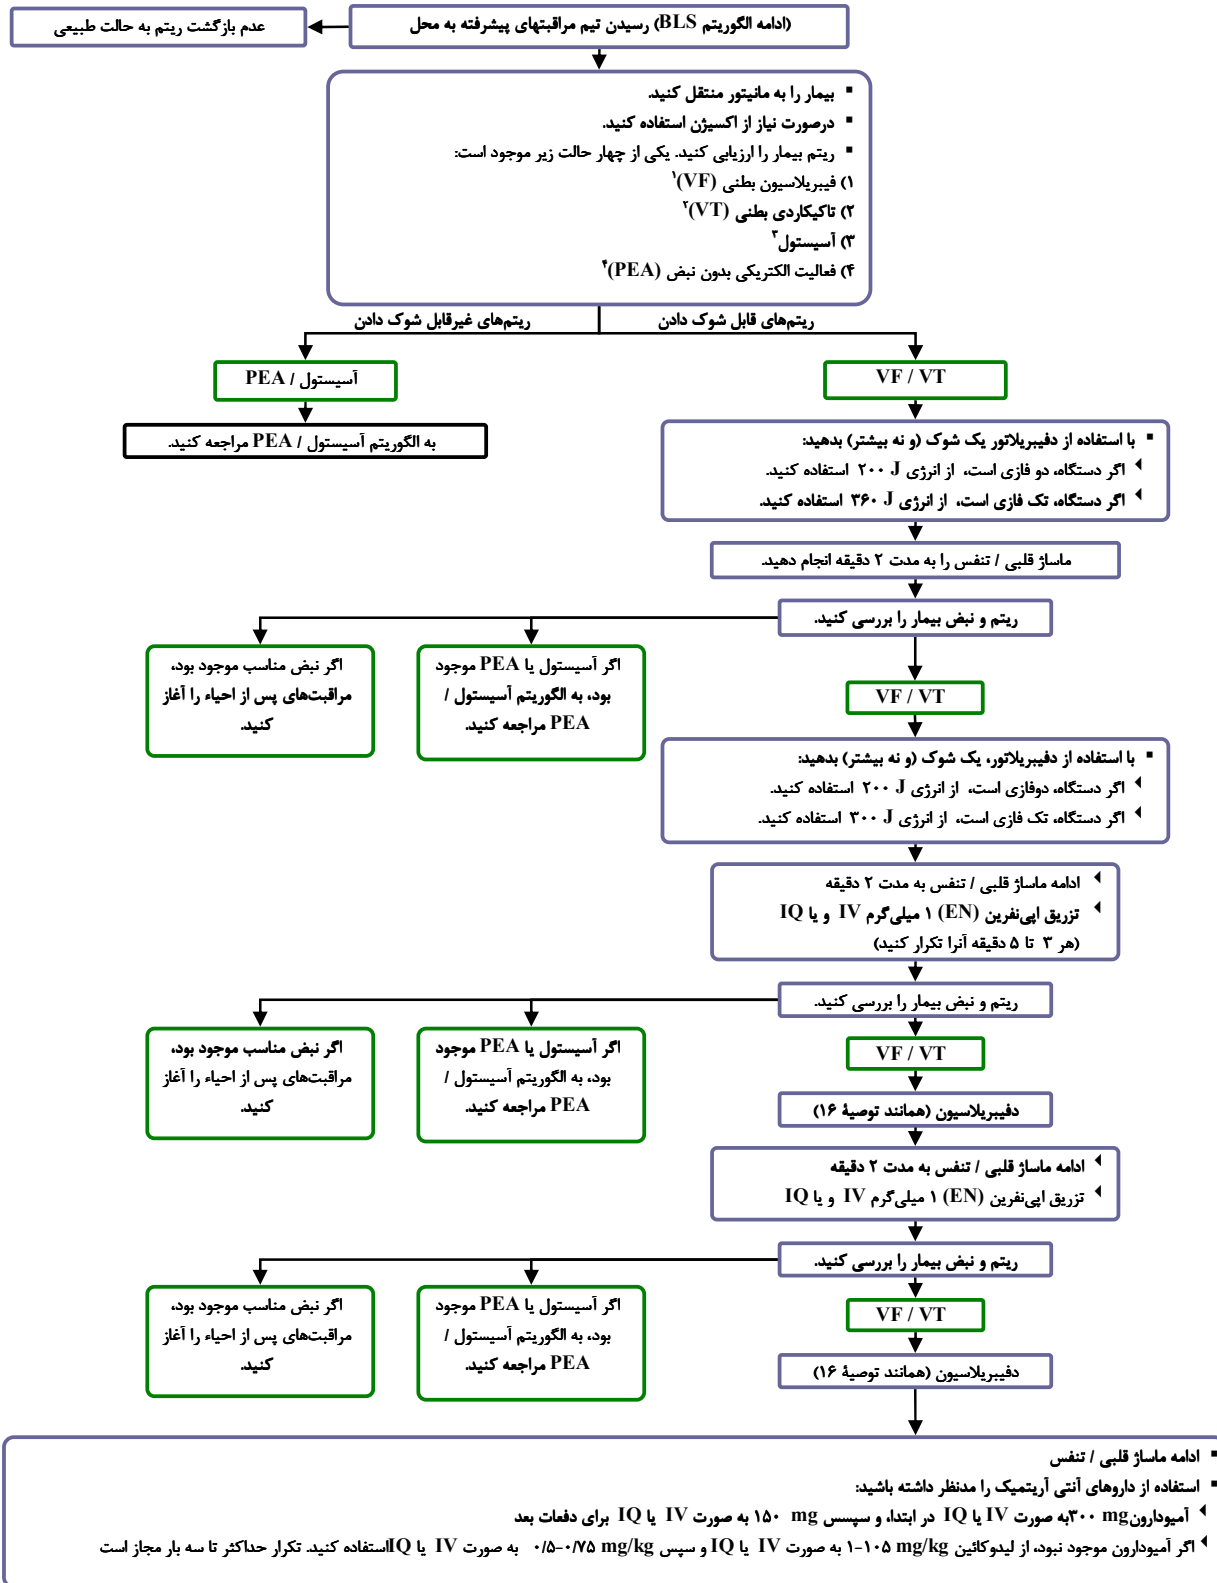 (ادامه الگوریتم BLS) رسیدن تیم مراقبتهای پیشرفته به محل
عدم بازگشت ریتم به حالت طبیعی
▪ بیمار را به مانیتور منتقل کنید.
▪ درصورت نیاز از اکسیژن استفاده کنید.
▪ ریتم بیمار را ارزیابی کنید. یکی از چهار حالت زیر موجود است:
۱) فیبریلاسیون بطنی (VF)۱
۲) تاکیکاردی بطنی (VT)۲
۳) آسیستول۳
۴) فعالیت الکتریکی بدون نبض (PEA)۴
ریتم‌های قابل شوک دادن
ریتم‌های غیرقابل شوک دادن
VF / VT
آسیستول / PEA
به الگوریتم آسیستول / PEA مراجعه کنید.
▪ با استفاده از دفیبریلاتور یک شوک (و نه بیشتر) بدهید:
اگر دستگاه، دو فازی است، از انرژی ۲۰۰ J استفاده کنید.
اگر دستگاه، تک فازی است، از انرژی ۳۶۰ J استفاده کنید.
ماساژ قلبی / تنفس را به مدت ۲ دقیقه انجام دهید.
ریتم و نبض بیمار را بررسی کنید.
VF / VT
اگر آسیستول یا PEA موجود
بود، به الگوریتم آسیستول /
PEA مراجعه کنید.
اگر نبض مناسب موجود بود،
مراقبت‌های پس از احیاء را آغاز
کنید.
▪ با استفاده از دفیبریلاتور، یک شوک (و نه بیشتر) بدهید:
اگر دستگاه، دوفازی است، از انرژی ۲۰۰ J استفاده کنید.
اگر دستگاه، تک فازی است، از انرژی ۳۰۰ J استفاده کنید.
ادامه ماساژ قلبی / تنفس به مدت ۲ دقیقه
تزریق اپی‌نفرین (EN) ۱ میلی‌گرم IV و یا IQ
(هر ۳ تا ۵ دقیقه آنرا تکرار کنید)
ریتم و نبض بیمار را بررسی کنید.
VF / VT
اگر آسیستول یا PEA موجود
بود، به الگوریتم آسیستول /
PEA مراجعه کنید.
اگر نبض مناسب موجود بود،
مراقبت‌های پس از احیاء را آغاز
کنید.
دفیبریلاسیون (همانند توصیهٔ ۱۶)
ادامه ماساژ قلبی / تنفس به مدت ۲ دقیقه
تزریق اپی‌نفرین (EN) ۱ میلی‌گرم IV و یا IQ
ریتم و نبض بیمار را بررسی کنید.
VF / VT
اگر آسیستول یا PEA موجود
بود، به الگوریتم آسیستول /
PEA مراجعه کنید.
اگر نبض مناسب موجود بود،
مراقبت‌های پس از احیاء را آغاز
کنید.
دفیبریلاسیون (همانند توصیهٔ ۱۶)
▪ ادامه ماساژ قلبی / تنفس
▪ استفاده از داروهای آنتی آریتمیک را مدنظر داشته باشید:
آمیودارون۳۰۰ mgبه صورت IV یا IQ در ابتدا، و سپسس ۱۵۰ mg به صورت IV یا IQ برای دفعات بعد
اگر آمیودارون موجود نبود، از لیدوکائین ۱-۱۰۵ mg/kg به صورت IV یا IQ و سپس ۰/۵-۰/۷۵ mg/kg به صورت IV یا IQاستفاده کنید. تکرار حداکثر تا سه بار مجاز است